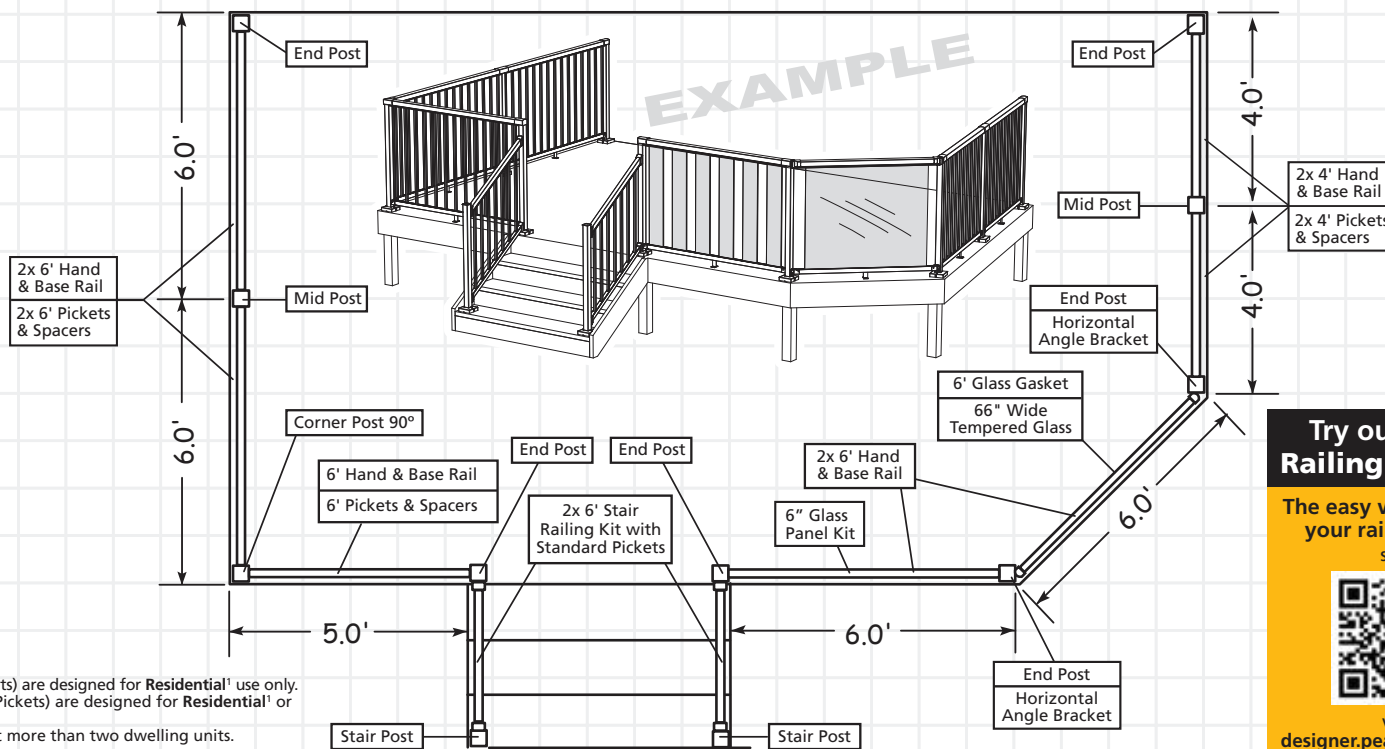 End Post
EXAMPLE
End Post
6.0'
4.0'
2x 4' Hand
& Base Rail
2x 4' Pickets
& Spacers
Mid Post
2x 6' Hand
& Base Rail
2x 6' Pickets
& Spacers
Mid Post
4.0'
End Post
Horizontal
Angle Bracket
6' Glass Gasket
66" Wide
Tempered Glass
6.0'
Corner Post 90º
End Post
End Post
2x 6' Hand
& Base Rail
6' Hand & Base Rail
6' Pickets & Spacers
2x 6' Stair
Railing Kit with
Standard Pickets
6” Glass
Panel Kit
6.0'
5.0'
6.0'
End Post
Horizontal
Angle Bracket
Stair Post
Stair Post
are designed for Residential¹ use only.
Pickets) are designed for Residential¹ or
more than two dwelling units.
Try
Railing
The easy
your